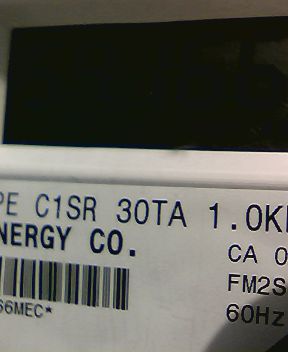 PE C1SR 30TA 1.0K
NERGY CO.
CA 0
FM2S
66MEC*
60Hz